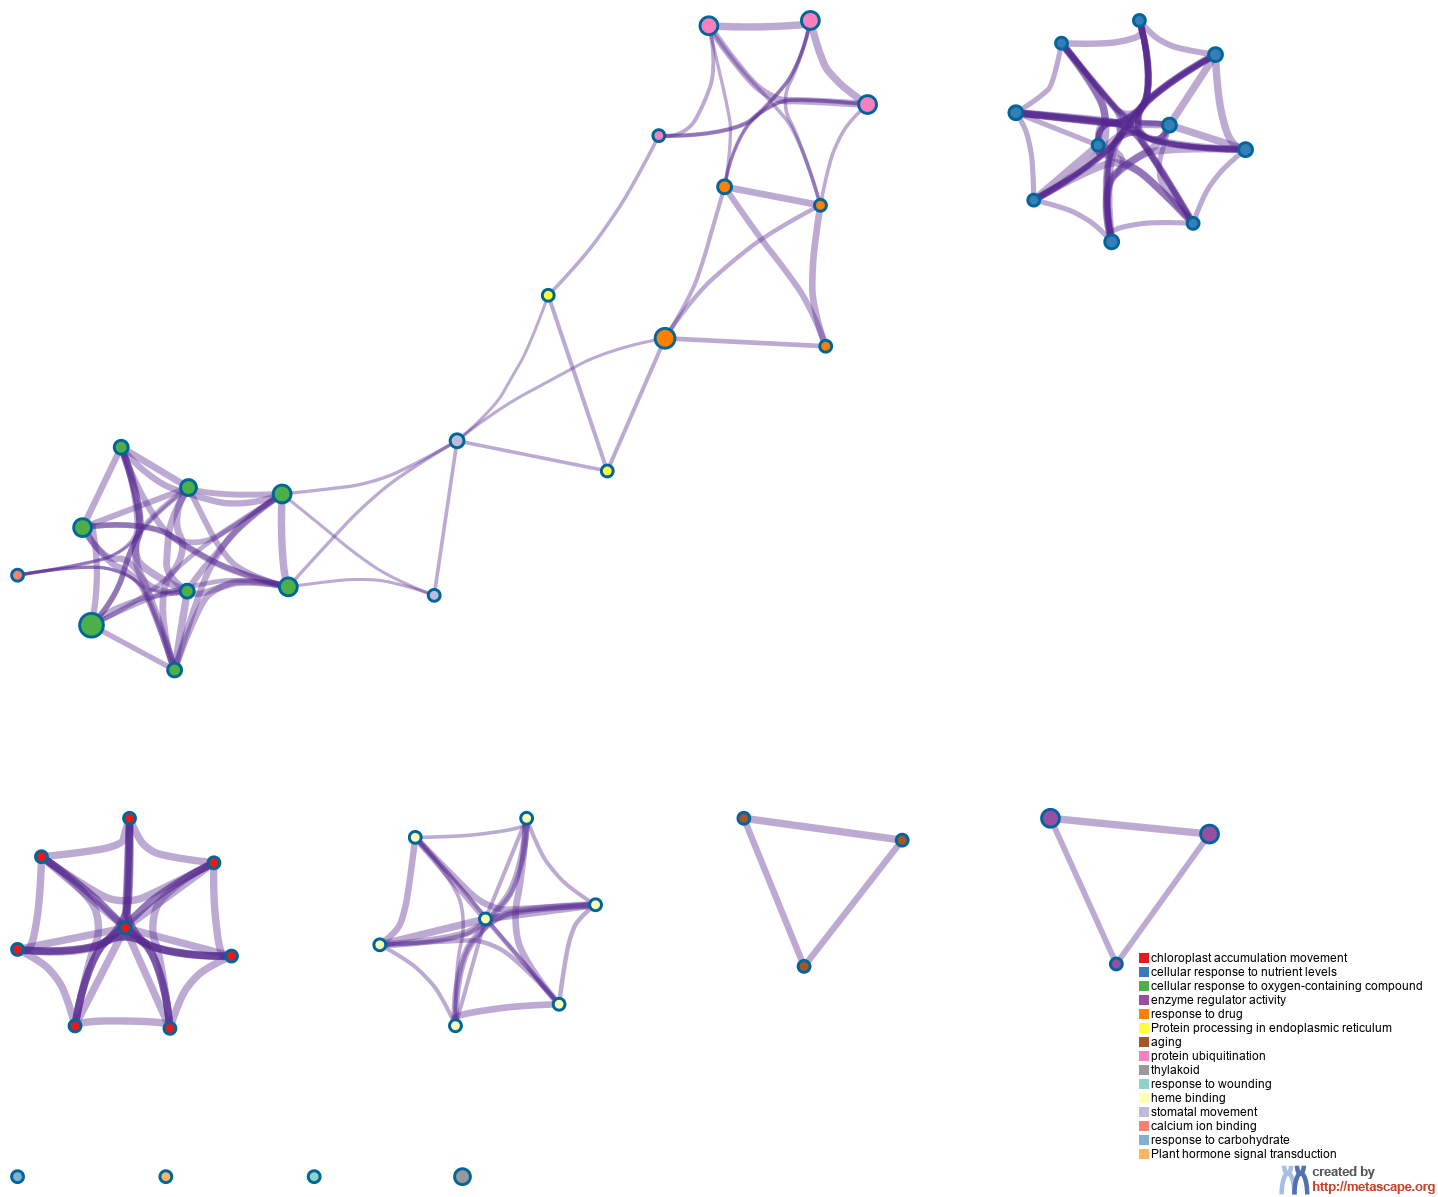 chloroplast accumulation movement
cellular response to nutrient levels
cellular response to oxygen-containing compound
enzyme regulator activity
response to drug
Protein processing in endoplasmic reticulum
aging
protein ubiquitination
thylakoid
response to wounding
heme binding
stomatal movement
calcium ion binding
response to carbohydrate
Plant hormone signal transduction
created by
http://metascape.org